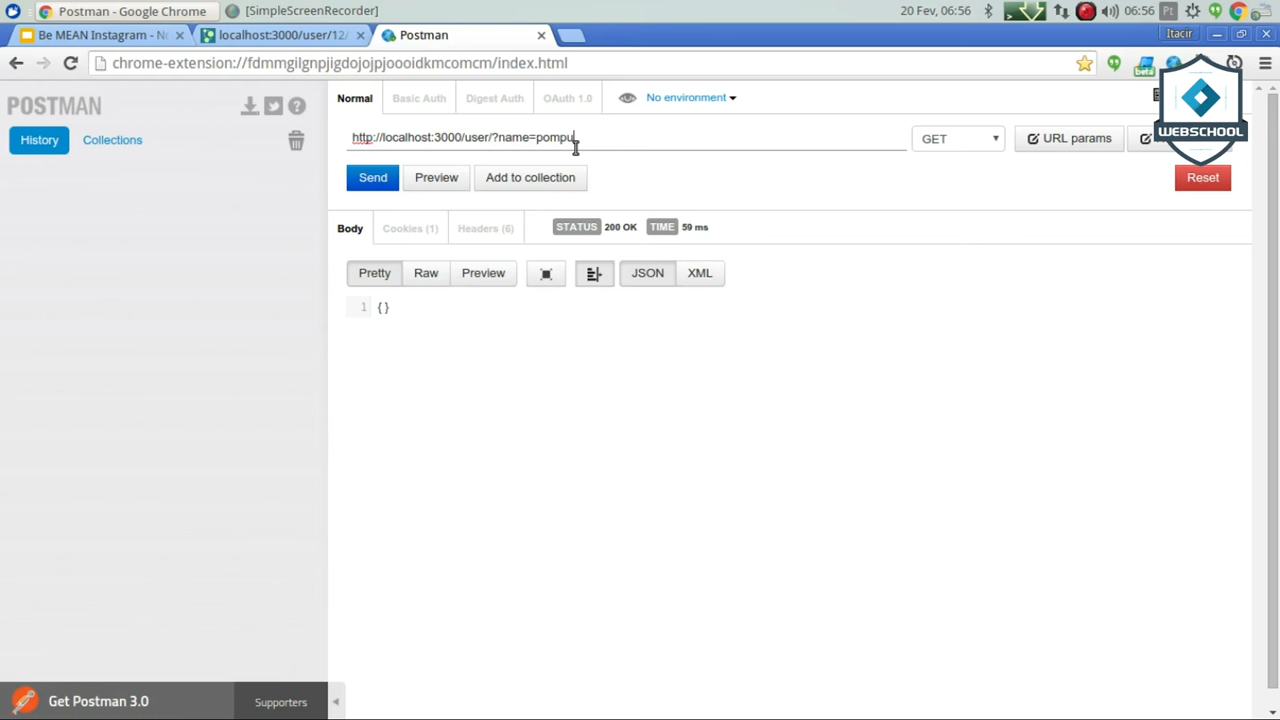 Postman - Google Chrome
[SimpleScreenRecorder]
20 Fev, 06:56
06:56
Pt
Be MEAN Instagram - N
localhost:3000/user/12/
Postman
Itacir
chrome-extension://fdmmgilgnpjigdojojpjoooidkmcomcm/index.html
beta
POSTMAN
Normal
Basic Auth
Digest Auth
OAuth 1.0
No environment
WEBSCHOOL
History
Collections
http://localhost:3000/user/?name=pompu
GET
URL params
Send
Preview
Add to collection
Reset
Body
Cookies (1)
Headers (6)
STATUS 200 OK
TIME 59 ms
Pretty
Raw
Preview
JSON
XML
1 {}
Get Postman 3.0
Supporters